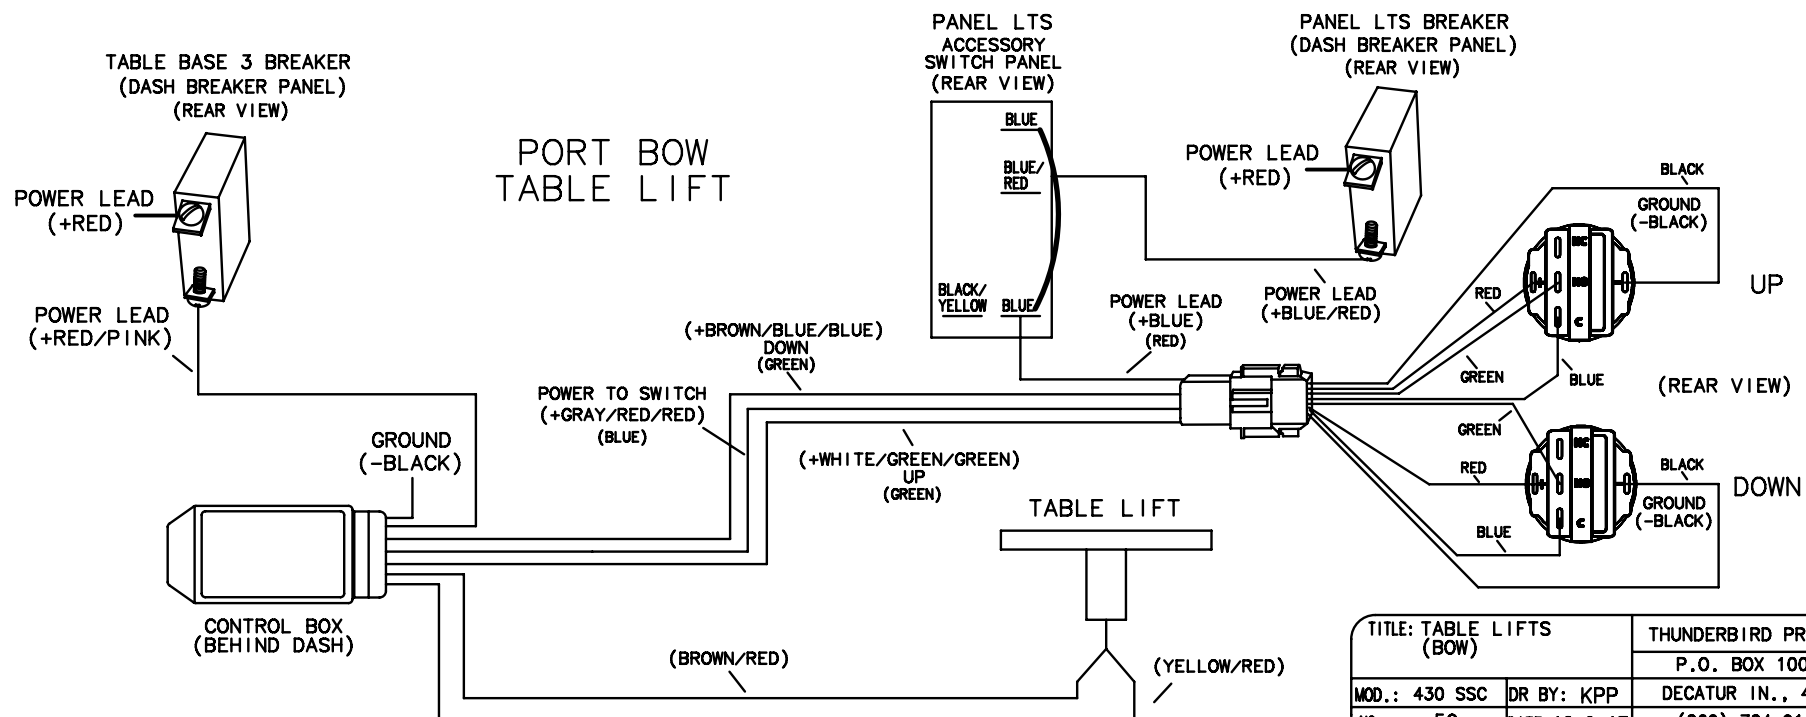 TABLE BASE 3 BREAKER
(DASH BREAKER PANEL)
(REAR VIEW)
POWER LEAD
(+RED)
POWER LEAD
(+RED/PINK)
PORT BOW
TABLE LIFT
PANEL LTS
ACCESSORY
SWITCH PANEL
(REAR VIEW)
BLUE
BLUE/
RED
BLACK/
YELLOW
BLUE
PANEL LTS BREAKER
(DASH BREAKER PANEL)
(REAR VIEW)
POWER LEAD
(+RED)
POWER LEAD
(+BLUE/RED)
POWER LEAD
(+BLUE)
(RED)
(+BROWN/BLUE/BLUE)
DOWN
(GREEN)
POWER TO SWITCH
(+GRAY/RED/RED)
(BLUE)
(+WHITE/GREEN/GREEN)
UP
(GREEN)
GROUND
(-BLACK)
CONTROL BOX
(BEHIND DASH)
TABLE LIFT
(BROWN/RED)
(YELLOW/RED)
BLACK
GROUND
(-BLACK)
NC
NO
C
+
-
RED
GREEN
BLUE
UP
(REAR VIEW)
GREEN
RED
BLUE
NC
NO
C
+
-
BLACK
GROUND
(-BLACK)
DOWN
TITLE: TABLE LIFTS
(BOW)
THUNDERBIRD PR
P.O. BOX 100
MOD.: 430 SSC
DR BY: KPP
DECATUR IN., 4